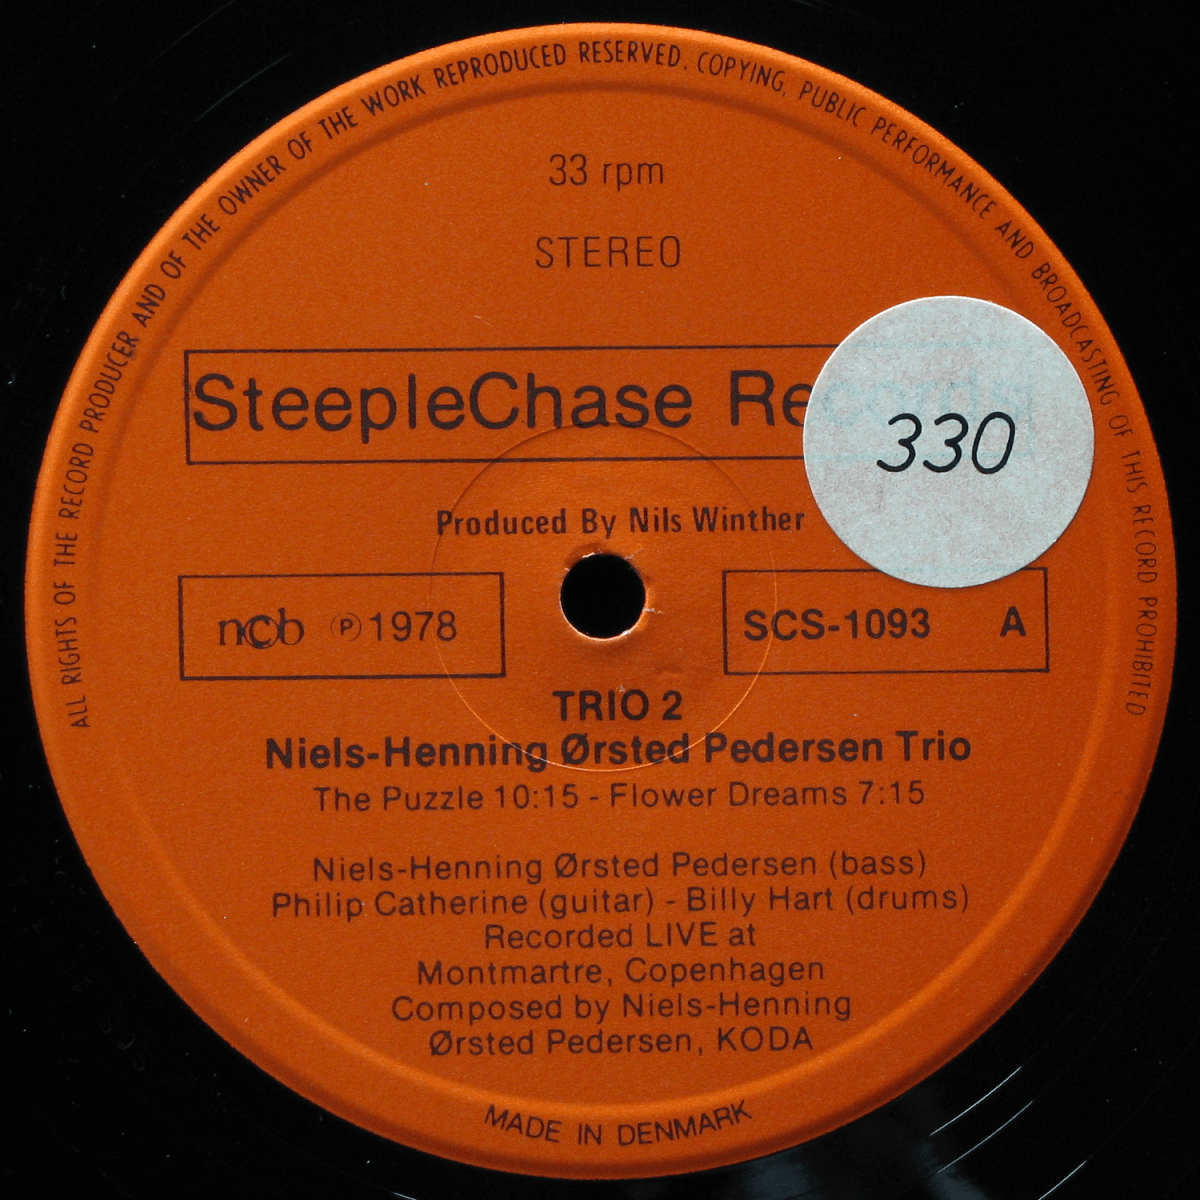 ALL RIGHTS OF THE RECORD PRODUCER AND OF THE OWNER OF THE WORK REPRODUCED RESERVED. COPYING, PUBLIC PERFORMANCE AND BROADCASTING OF THIS RECORD PROHIBITED
33 rpm
STEREO
SteepleChase Records
330
Produced By Nils Winther
ncb Ⓟ 1978
SCS-1093 A
TRIO 2
Niels-Henning Ørsted Pedersen Trio
The Puzzle 10:15 - Flower Dreams 7:15
Niels-Henning Ørsted Pedersen (bass)
Philip Catherine (guitar) - Billy Hart (drums)
Recorded LIVE at
Montmartre, Copenhagen
Composed by Niels-Henning
Ørsted Pedersen, KODA
MADE IN DENMARK